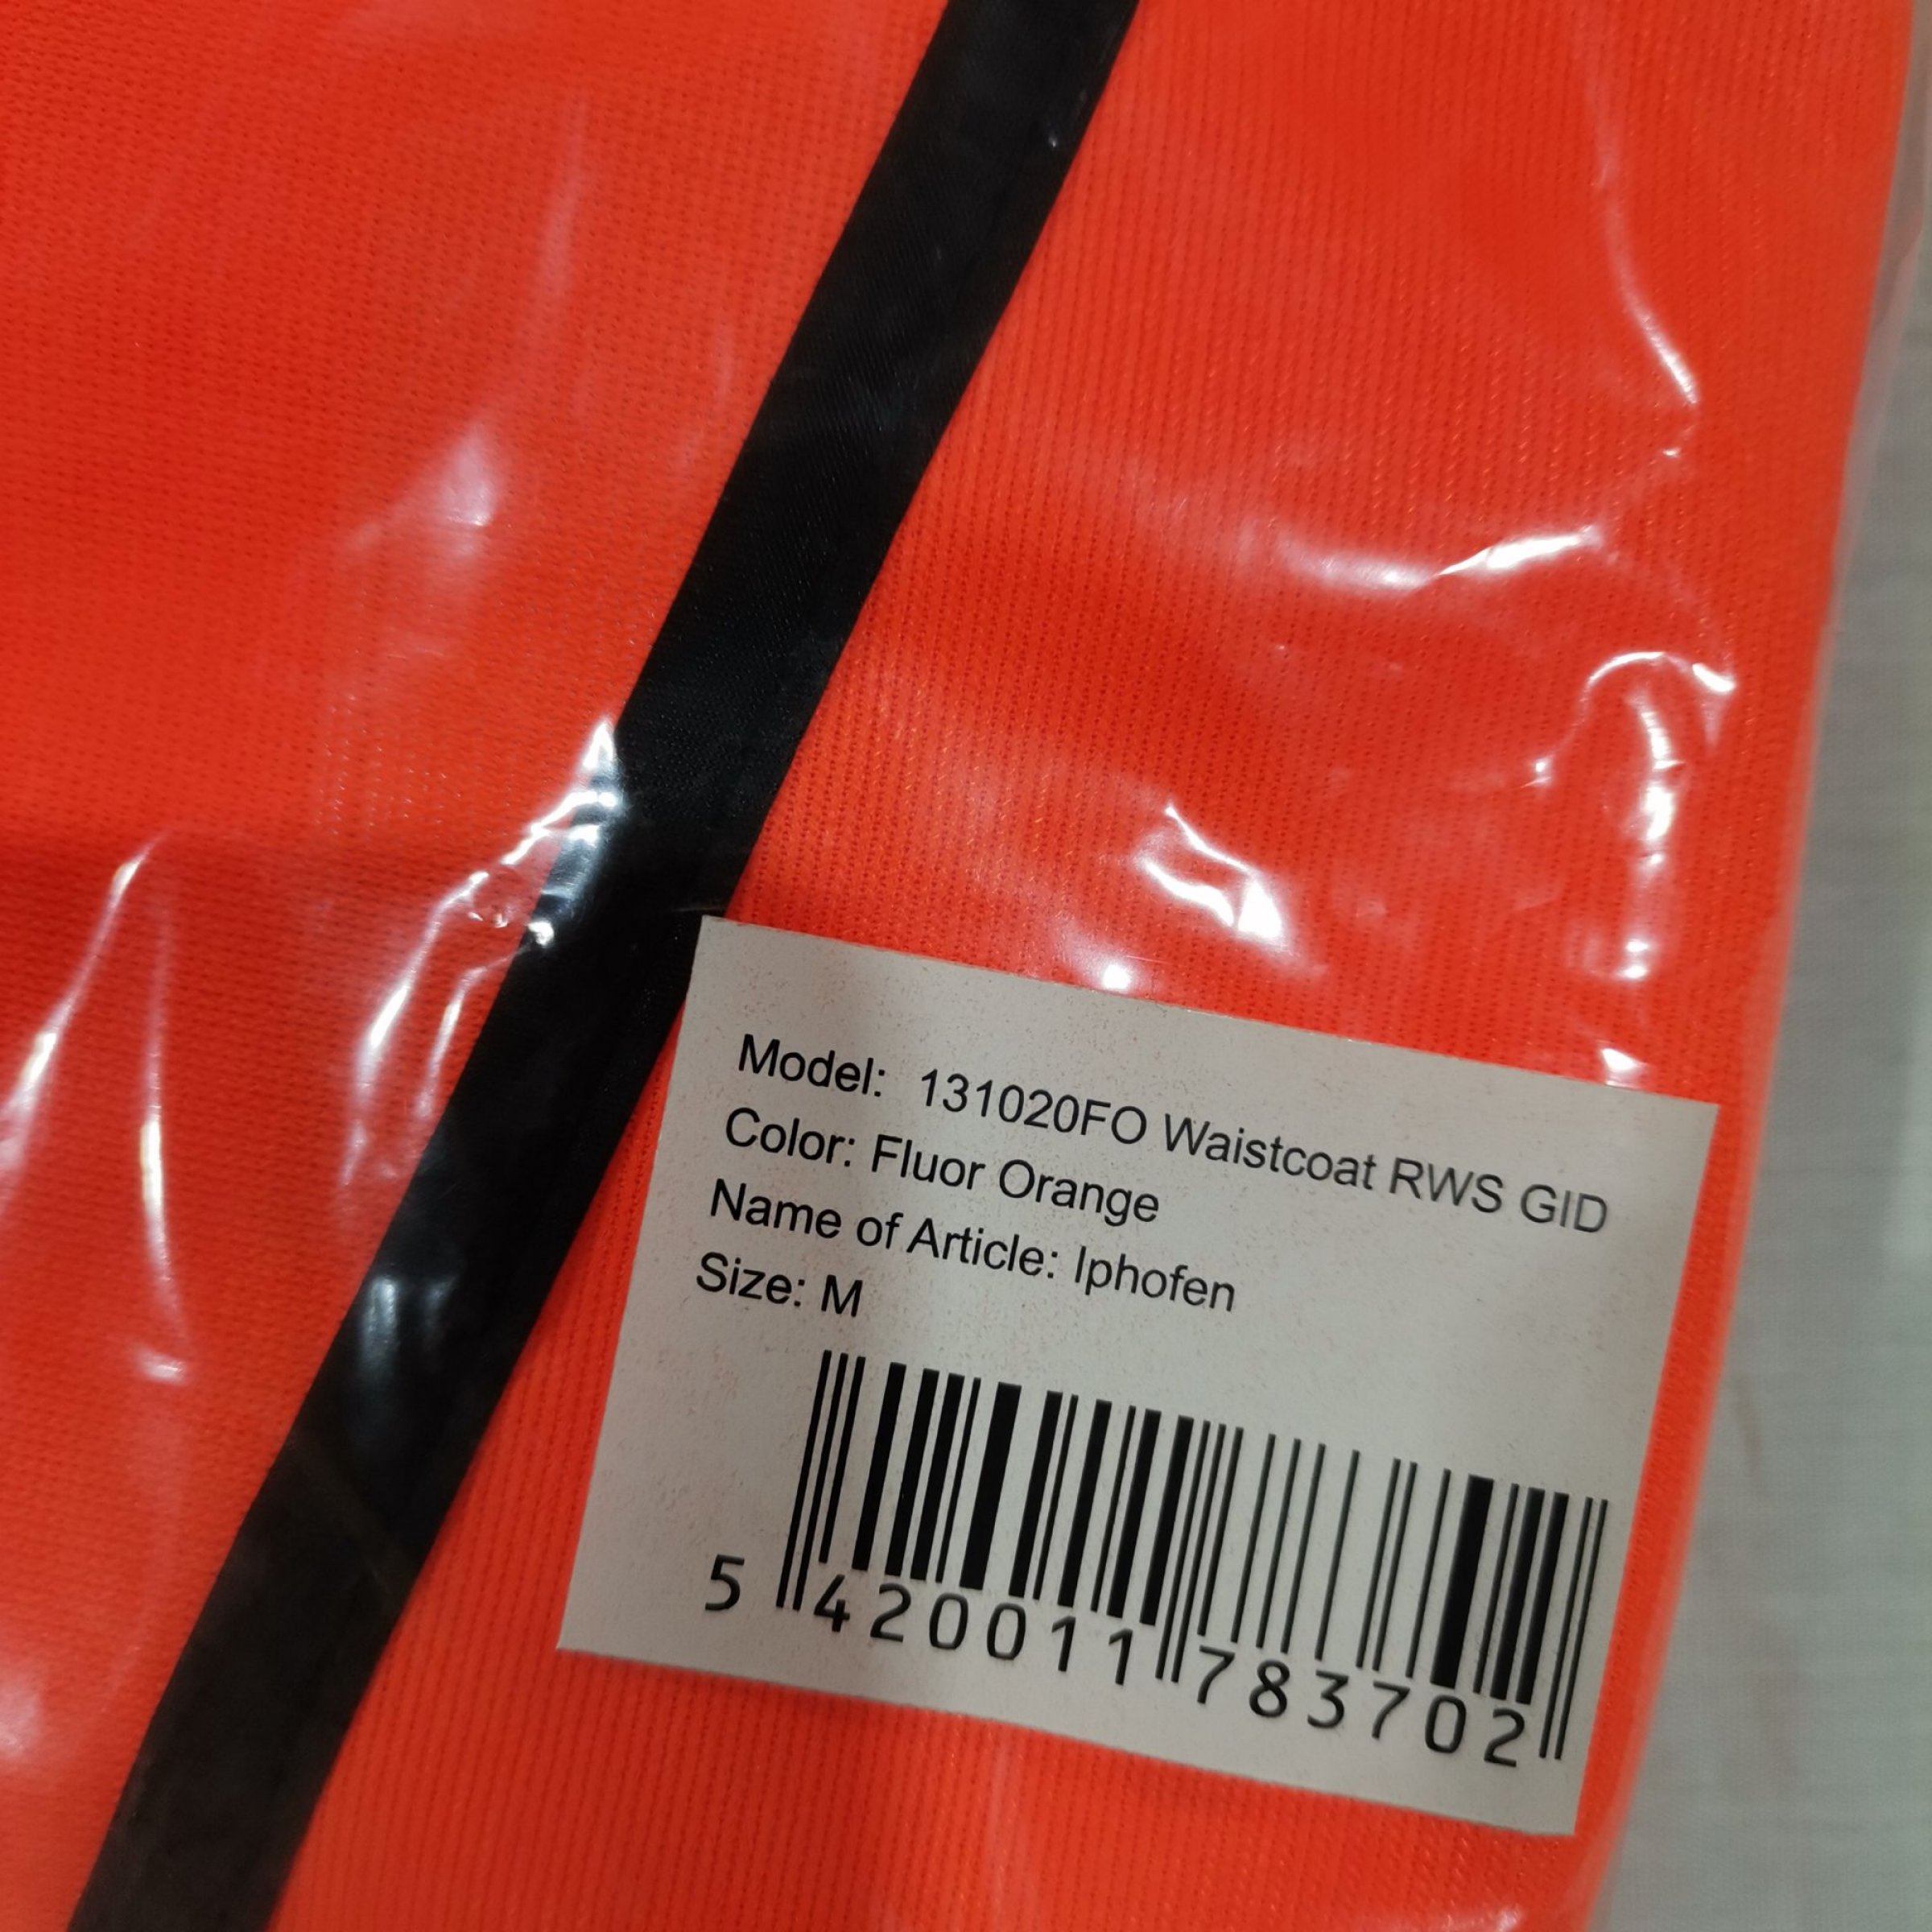 Model: 131020FO Waistcoat RWS GID
Color: Fluor Orange
Name of Article: Iphofen
Size: M
5 420011 783702